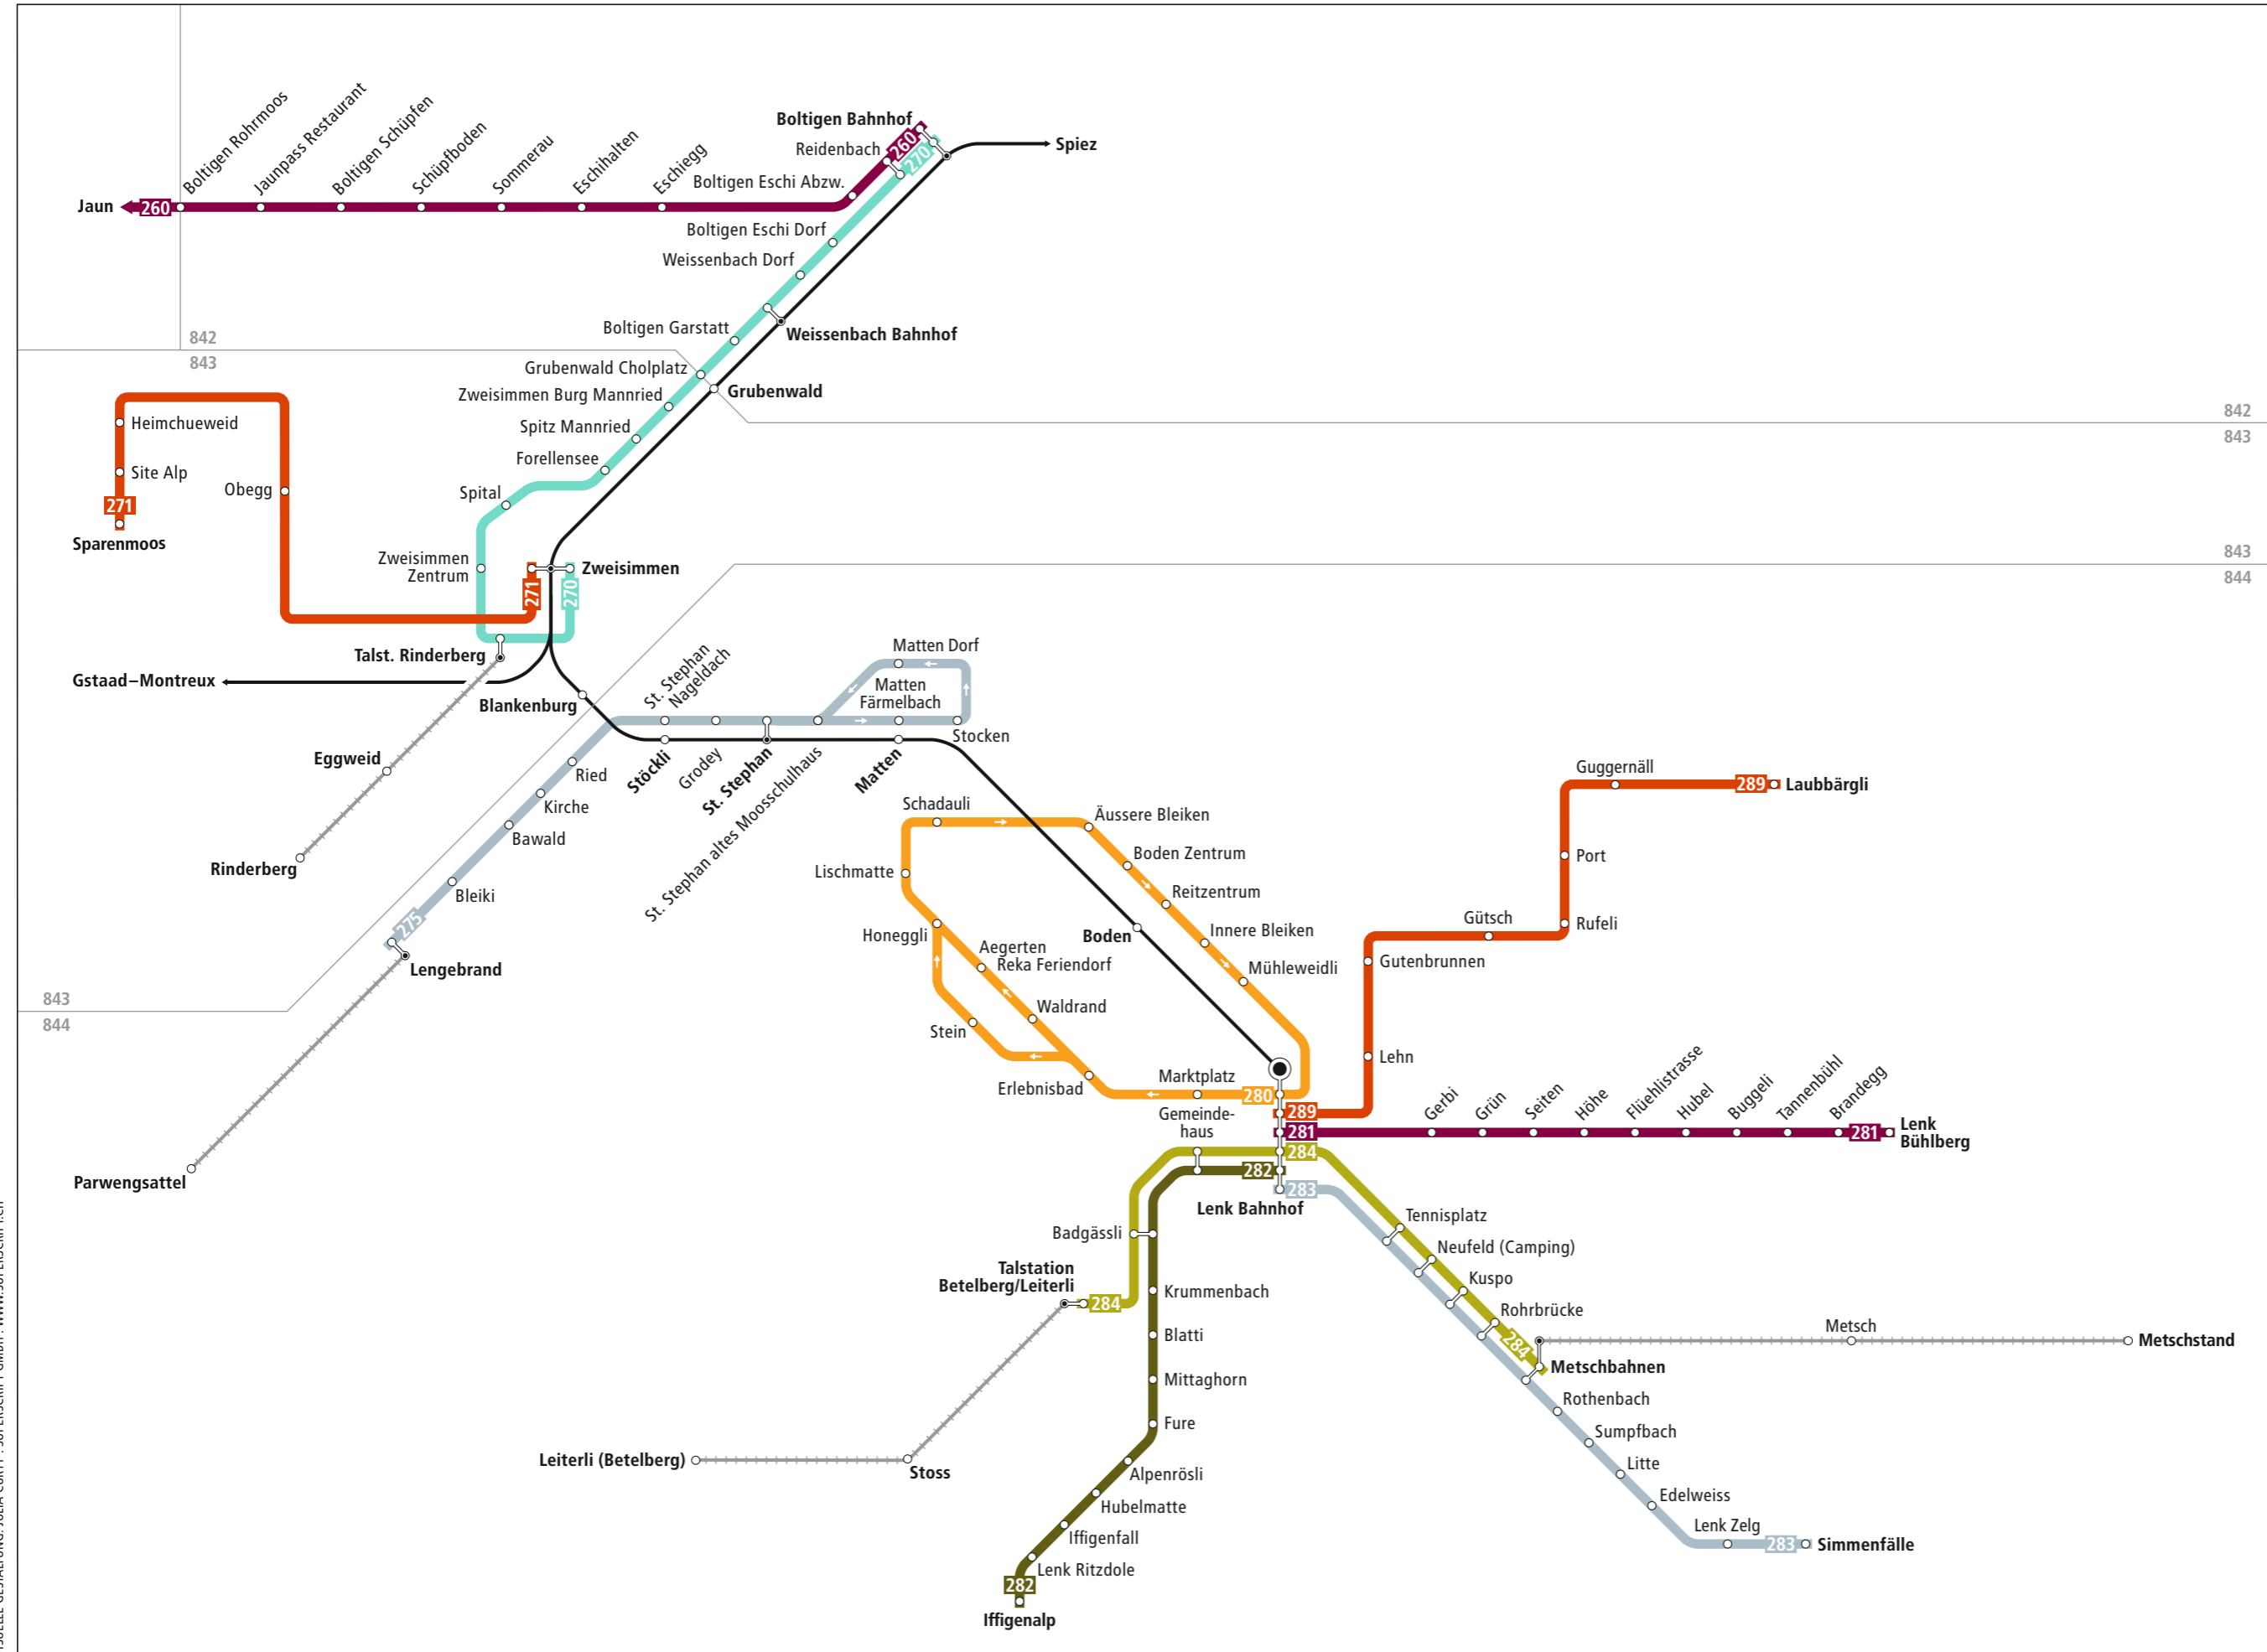 Boltigen Rohrmoos
Jaunpass Restaurant
Boltigen Schüpfen
Schüpfboden
Sommerau
Eschihalten
Eschiegg
Boltigen Eschi Abzw.
Reidenbach
Boltigen Bahnhof
260
270
Spiez
Jaun
260
Boltigen Eschi Dorf
Weissenbach Dorf
Weissenbach Bahnhof
Boltigen Garstatt
842
843
Grubenwald Cholplatz
Grubenwald
Zweisimmen Burg Mannried
842
843
Spitz Mannried
Forellensee
Spital
Heimchueweid
Site Alp
271
Sparenmoos
Obegg
Zweisimmen
Zentrum
Zweisimmen
271
270
843
844
Talst. Rinderberg
Gstaad–Montreux
Blankenburg
St. Stephan
Nageldach
Matten Dorf
Matten
Färmelbach
Stocken
Eggweid
Rinderberg
Ried
Kirche
Bawald
Bleiki
275
Lengebrand
Stöckli
Grodey
St. Stephan
St. Stephan altes Moosschulhaus
Matten
843
844
Parwengsattel
Schadauli
Äussere Bleiken
Boden Zentrum
Reitzentrum
Innere Bleiken
Mühleweidli
Lischmatte
Honeggli
Aegerten
Reka Feriendorf
Boden
Waldrand
Stein
Erlebnisbad
Marktplatz
280
Guggernäll
289
Laubbärgli
Port
Rufeli
Gütsch
Gutenbrunnen
Lehn
289
Gerbi
Grün
Seiten
Höhe
Flüehlistrasse
Hubel
Buggeli
Tannenbühl
Brandegg
281
281
Lenk
Bühlberg
Gemeinde-
haus
284
282
283
Lenk Bahnhof
Badgässli
Talstation
Betelberg/Leiterli
284
Krummenbach
Blatti
Mittaghorn
Fure
Alpenrösli
Hubelmatte
Iffigenfall
Lenk Ritzdole
282
Iffigenalp
Leiterli (Betelberg)
Stoss
Tennisplatz
Neufeld (Camping)
Kuspo
Rohrbrücke
284
Metschbahnen
Metsch
Metschstand
Rothenbach
Sumpfbach
Litte
Edelweiss
Lenk Zelg
283
Simmenfälle